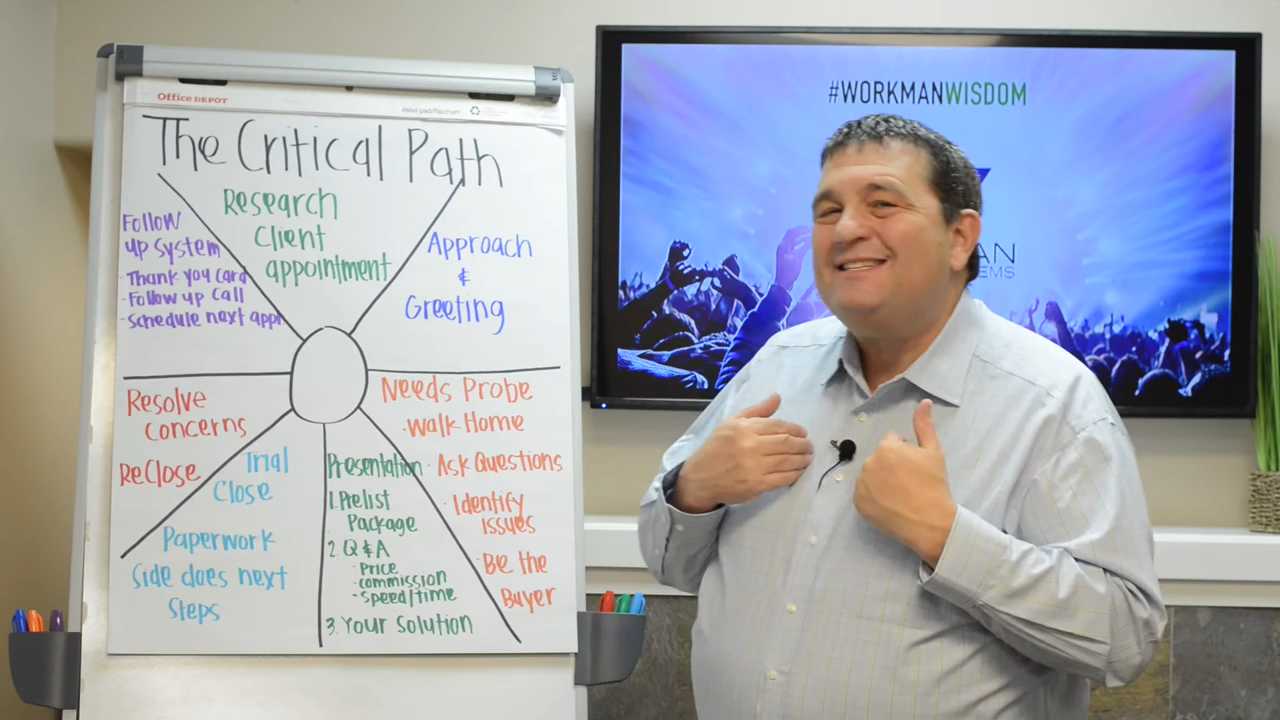 Office DEPOT
The Critical Path
Research
Client
appointment
Approach
&
Greeting
Needs Probe
·Walk Home
· Ask Questions
· Identify
issues
· Be the
Buyer
Presentation
1. Prelist
Package
2. Q & A
· Price
· commission
· speed/time
3. Your Solution
Trial
Close
Paperwork
Side does next
Steps
Resolve
Concerns
ReClose
Follow
up System
· Thank you Card
· Follow up Call
· Schedule next appt.
#WORKMANWISDOM
AN
EMS